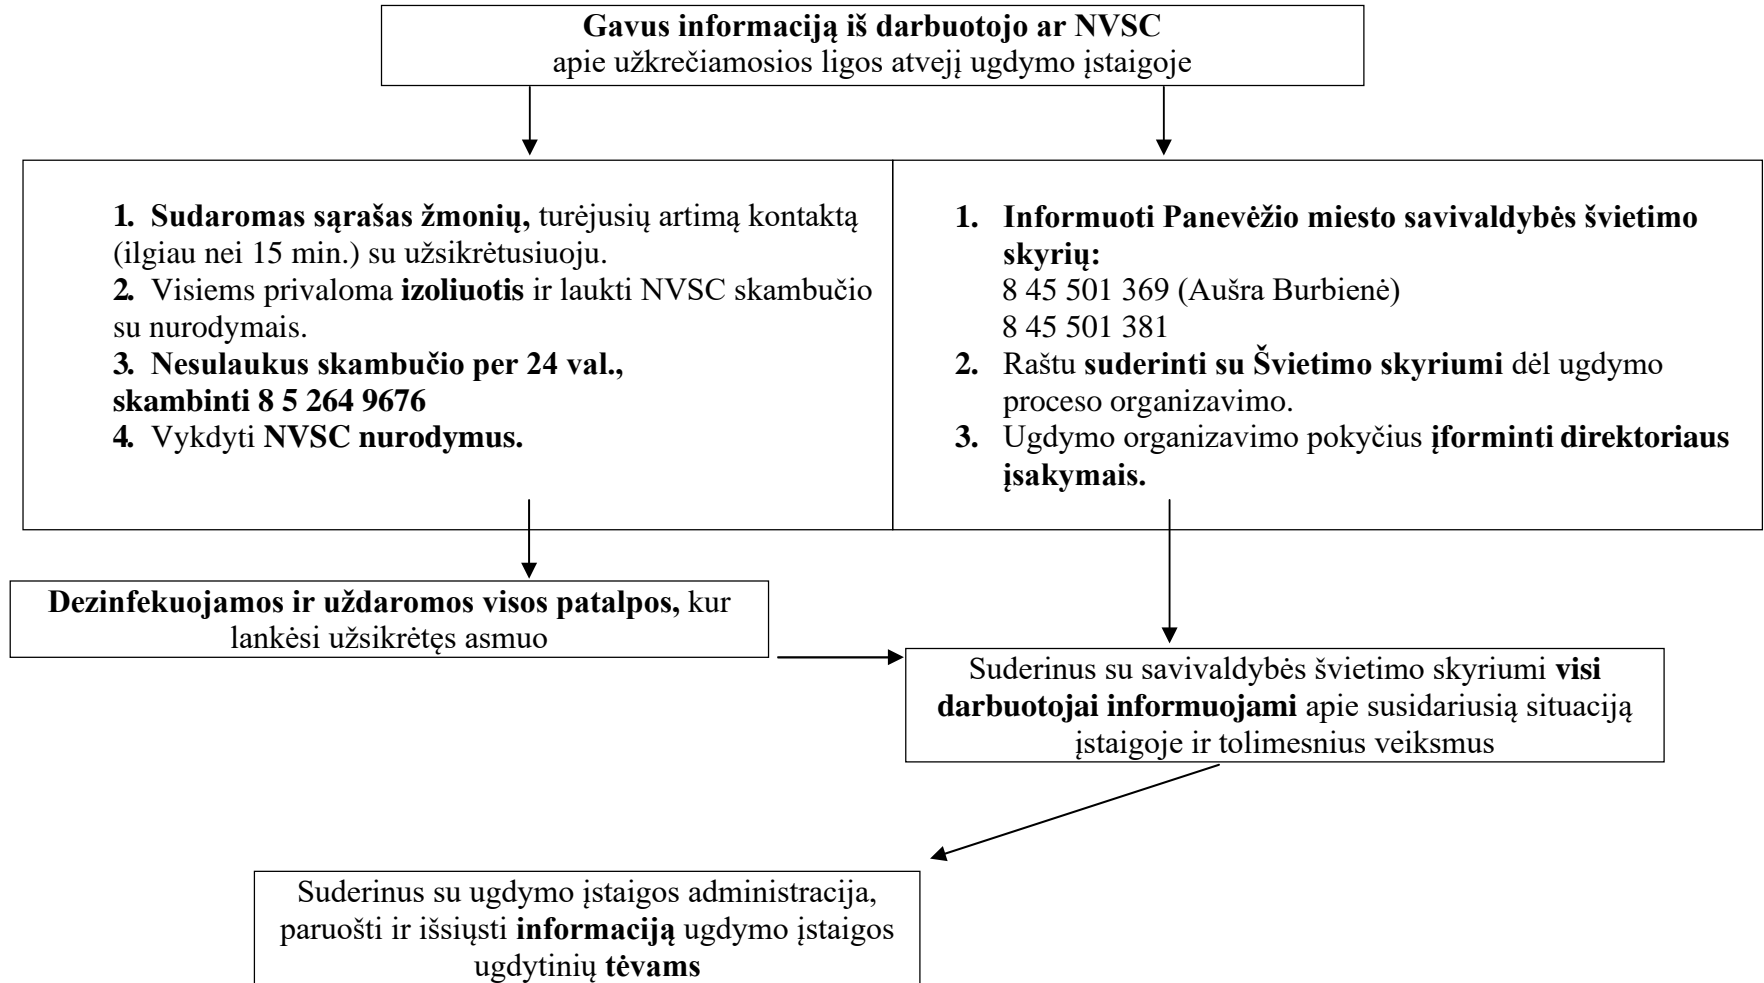 Gavus informaciją iš darbuotojo ar NVSC
apie užkrečiamosios ligos atvejį ugdymo įstaigoje
1. Sudaromas sąrašas žmonių, turėjusių artimą kontaktą
(ilgiau nei 15 min.) su užsikrėtusiuoju.
2. Visiems privaloma izoliuotis ir laukti NVSC skambučio
su nurodymais.
3. Nesulaukus skambučio per 24 val.,
skambinti 8 5 264 9676
4. Vykdyti NVSC nurodymus.
1. Informuoti Panevėžio miesto savivaldybės švietimo
skyrių:
8 45 501 369 (Aušra Burbienė)
8 45 501 381
2. Raštu suderinti su Švietimo skyriumi dėl ugdymo
proceso organizavimo.
3. Ugdymo organizavimo pokyčius įforminti direktoriaus
įsakymais.
Dezinfekuojamos ir uždaromos visos patalpos, kur
lankėsi užsikrėtęs asmuo
Suderinus su savivaldybės švietimo skyriumi visi
darbuotojai informuojami apie susidariusią situaciją
įstaigoje ir tolimesnius veiksmus
Suderinus su ugdymo įstaigos administracija,
paruošti ir išsiųsti informaciją ugdymo įstaigos
ugdytinių tėvams